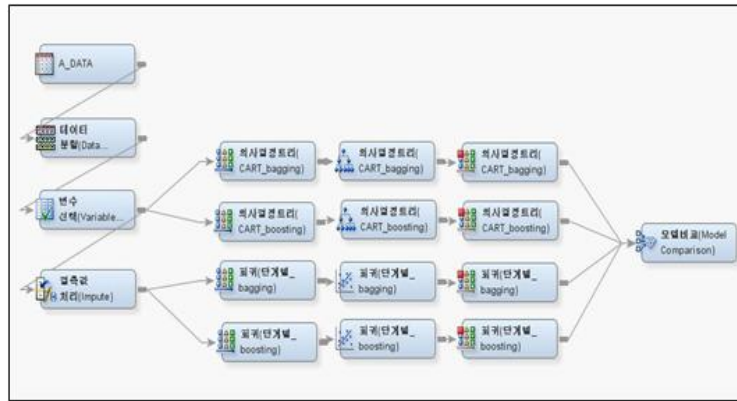 A_DATA
데이터
분할(Data...
변수
선택(Variable...
결측값
처리(Impute)
의사결정트리(
CART_bagging)
의사결정트리(
CART_bagging)
의사결정트리(
CART_bagging)
의사결정트리(
CART_boosting)
의사결정트리(
CART_boosting)
의사결정트리(
CART_boosting)
회귀(단계별_
bagging)
회귀(단계별_
bagging)
회귀(단계별_
bagging)
회귀(단계별_
boosting)
회귀(단계별_
boosting)
회귀(단계별_
boosting)
모델비교(Model
Comparison)